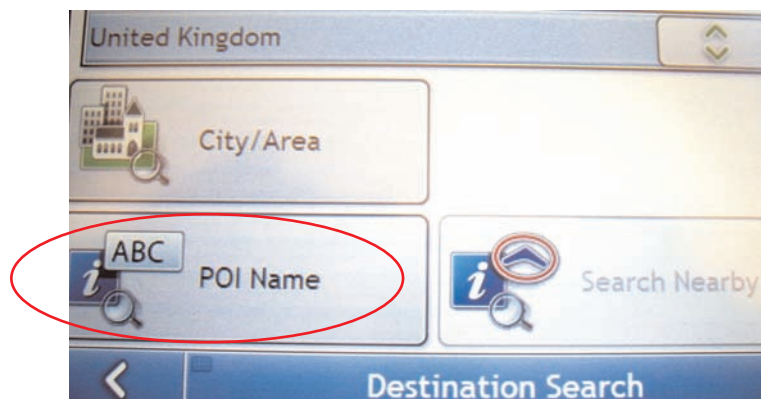 United Kingdom
City/Area
ABC
POI Name
i
i
Search Nearby
Destination Search